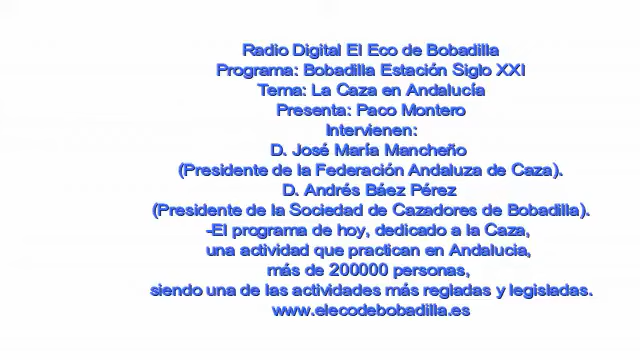 Radio Digital El Eco de Bobadilla
Programa: Bobadilla Estación Siglo XXI
Tema: La Caza en Andalucía
Presenta: Paco Montero
Intervienen:
D. José María Mancheño
(Presidente de la Federación Andaluza de Caza).
D. Andrés Báez Pérez
(Presidente de la Sociedad de Cazadores de Bobadilla).
-El programa de hoy, dedicado a la Caza,
una actividad que practican en Andalucia,
más de 200000 personas,
siendo una de las actividades más regladas y legisladas.
www.elecodebobadilla.es